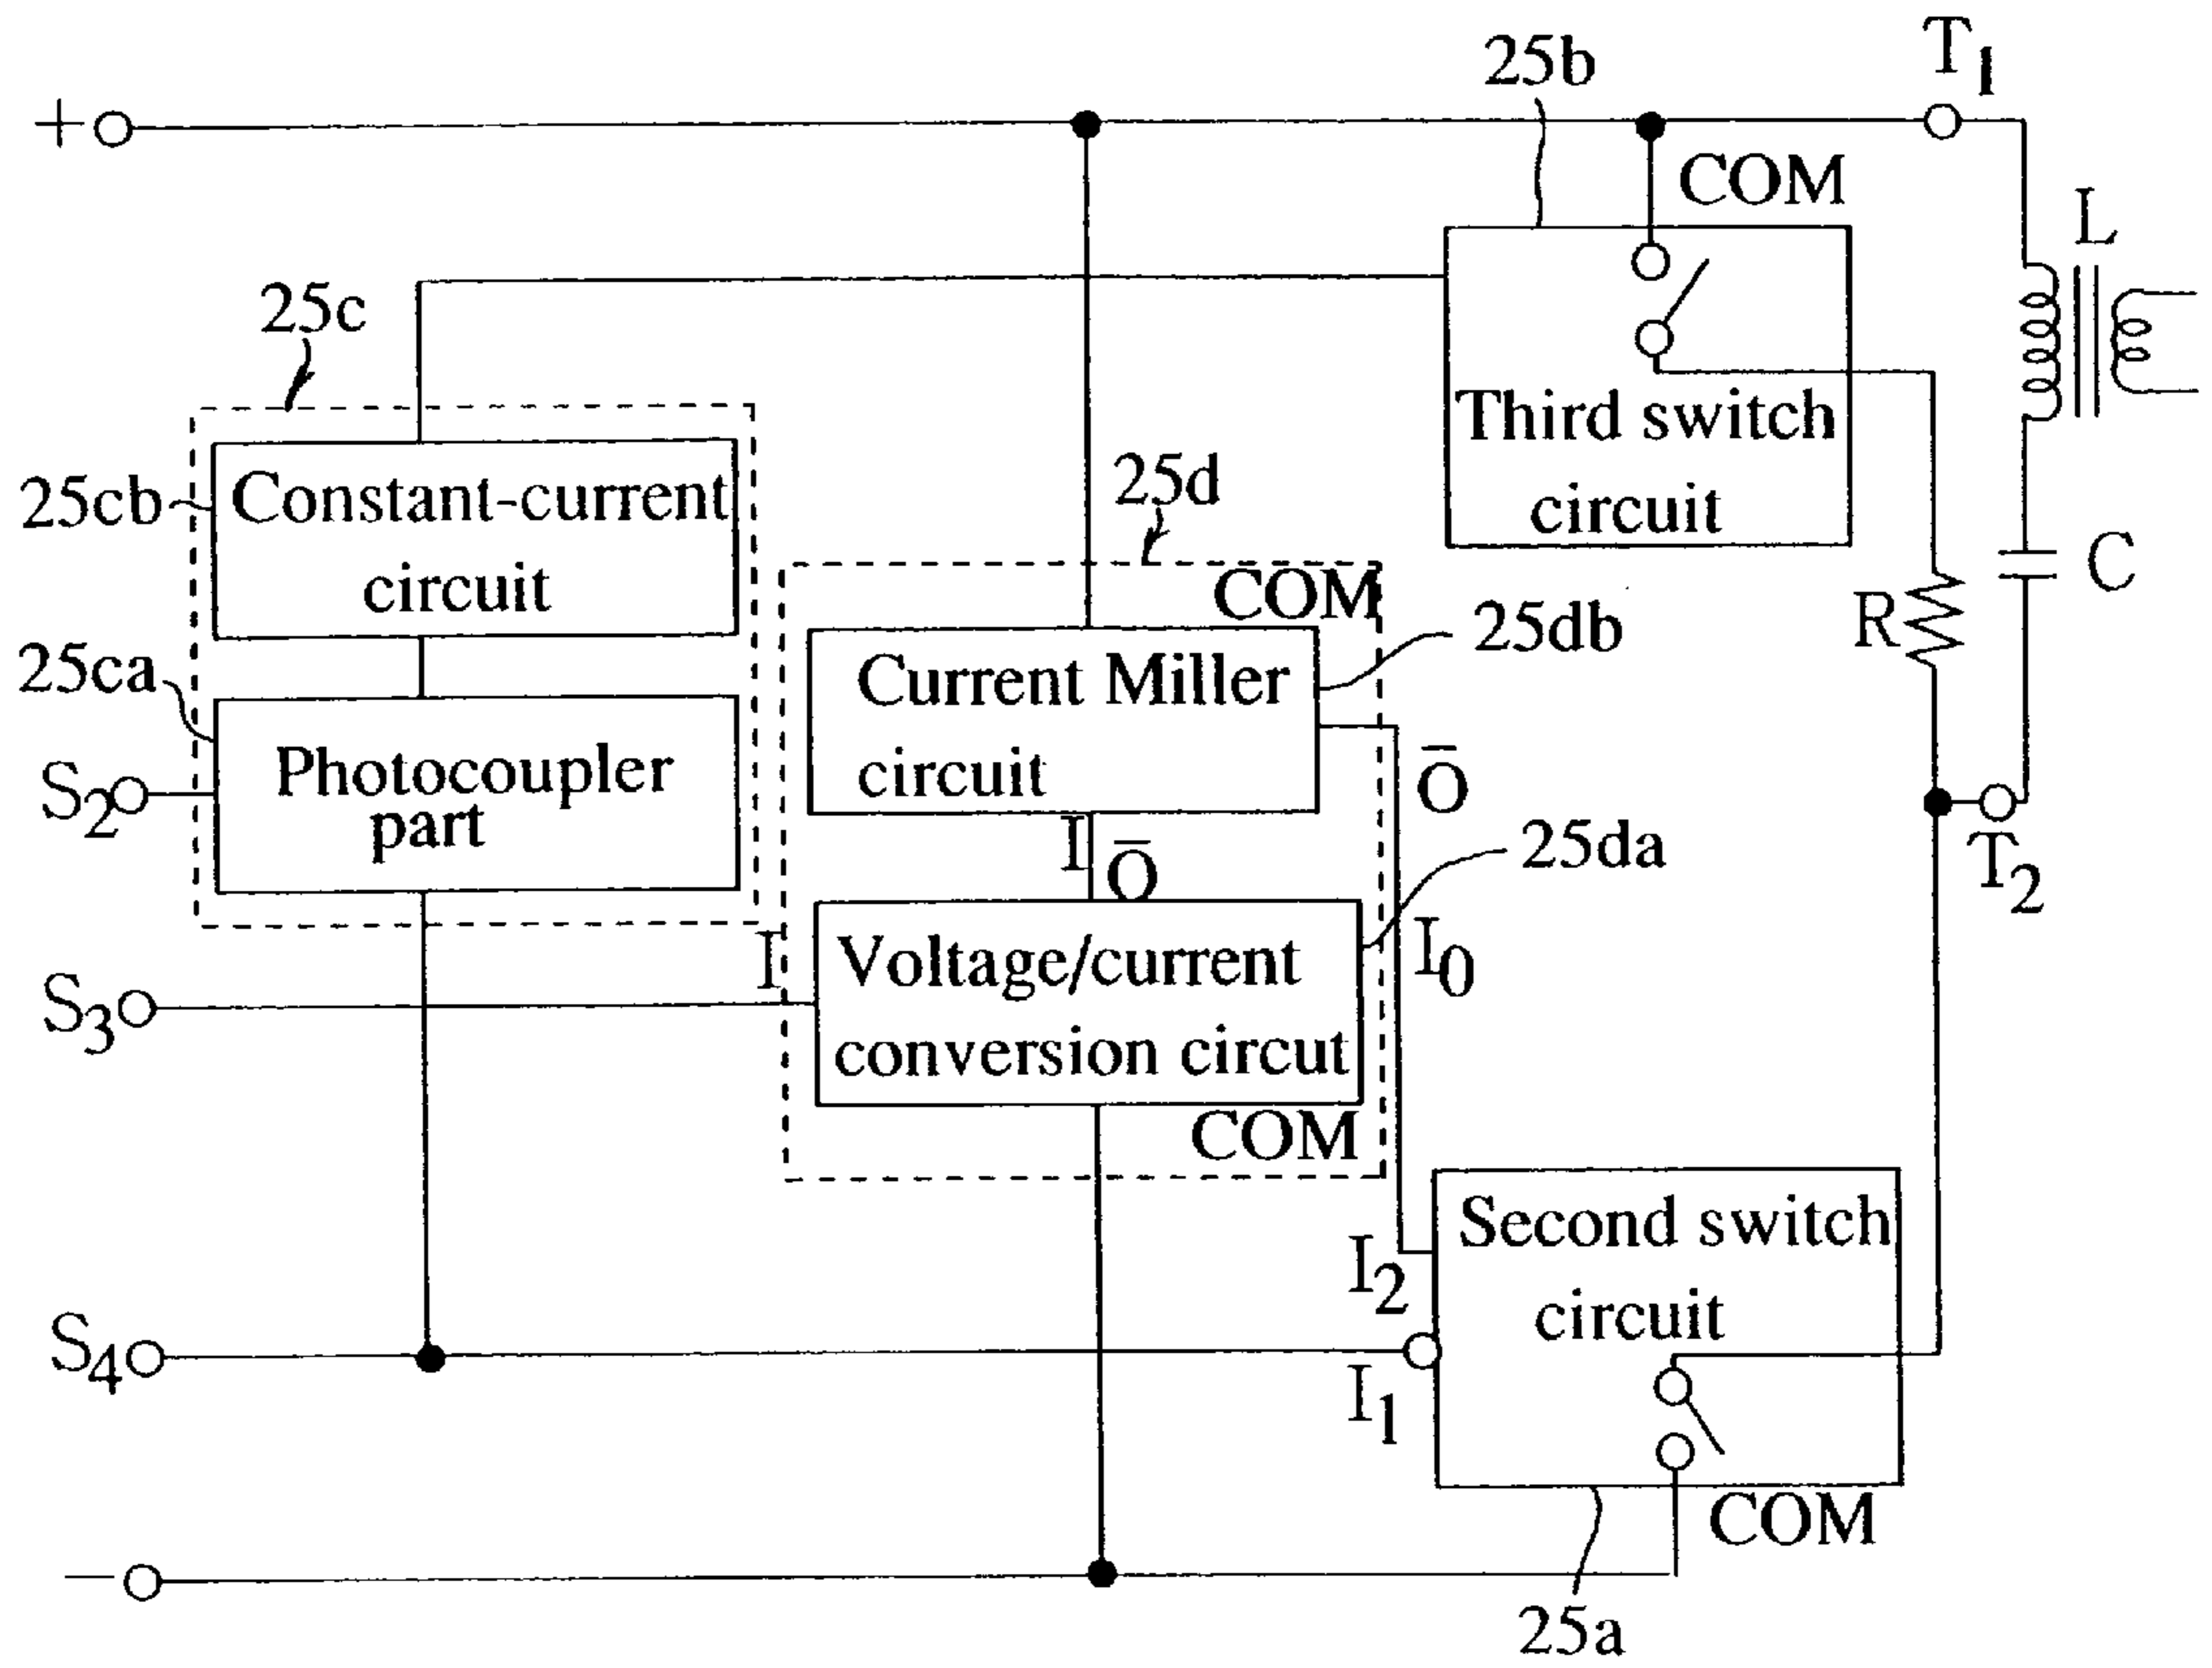 25b
T1
+
COM
L
25c
Third switch
circuit
25cb
Constant-current
circuit
25d
COM
C
R
25ca
Current Miller
circuit
25db
S2
Photocoupler
part
Ō
T2
I
Ō
25da
I
Voltage/current
conversion circut
I0
S3
COM
Second switch
circuit
I2
S4
I1
COM
−
25a